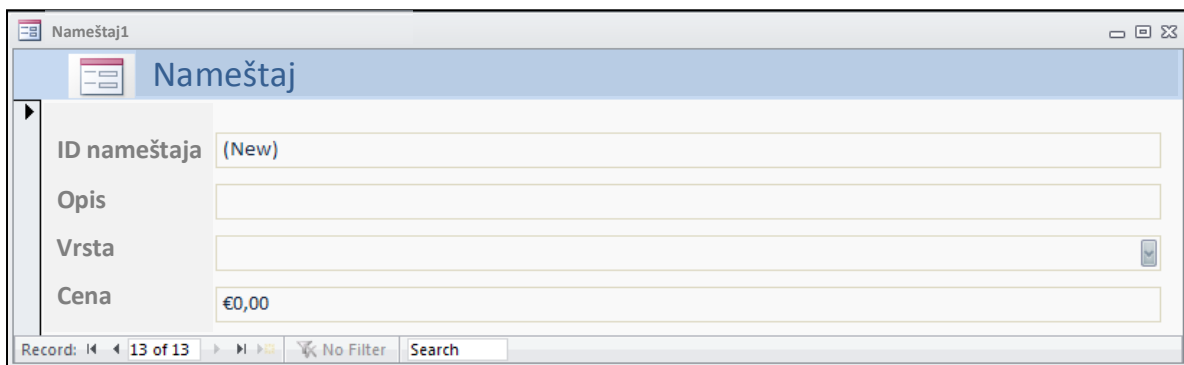 Nameštaj1
Nameštaj
ID nameštaja (New)
Opis
Vrsta
Cena €0,00
Record: 13 of 13 No Filter Search